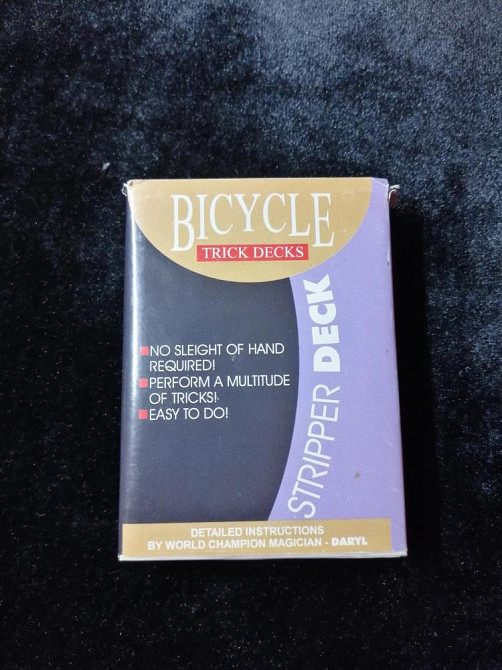 BICYCLE
TRICK DECKS
STRIPPER DECK
■NO SLEIGHT OF HAND
REQUIRED!
■PERFORM A MULTITUDE
OF TRICKS!
■EASY TO DO!
DETAILED INSTRUCTIONS
BY WORLD CHAMPION MAGICIAN - DARYL